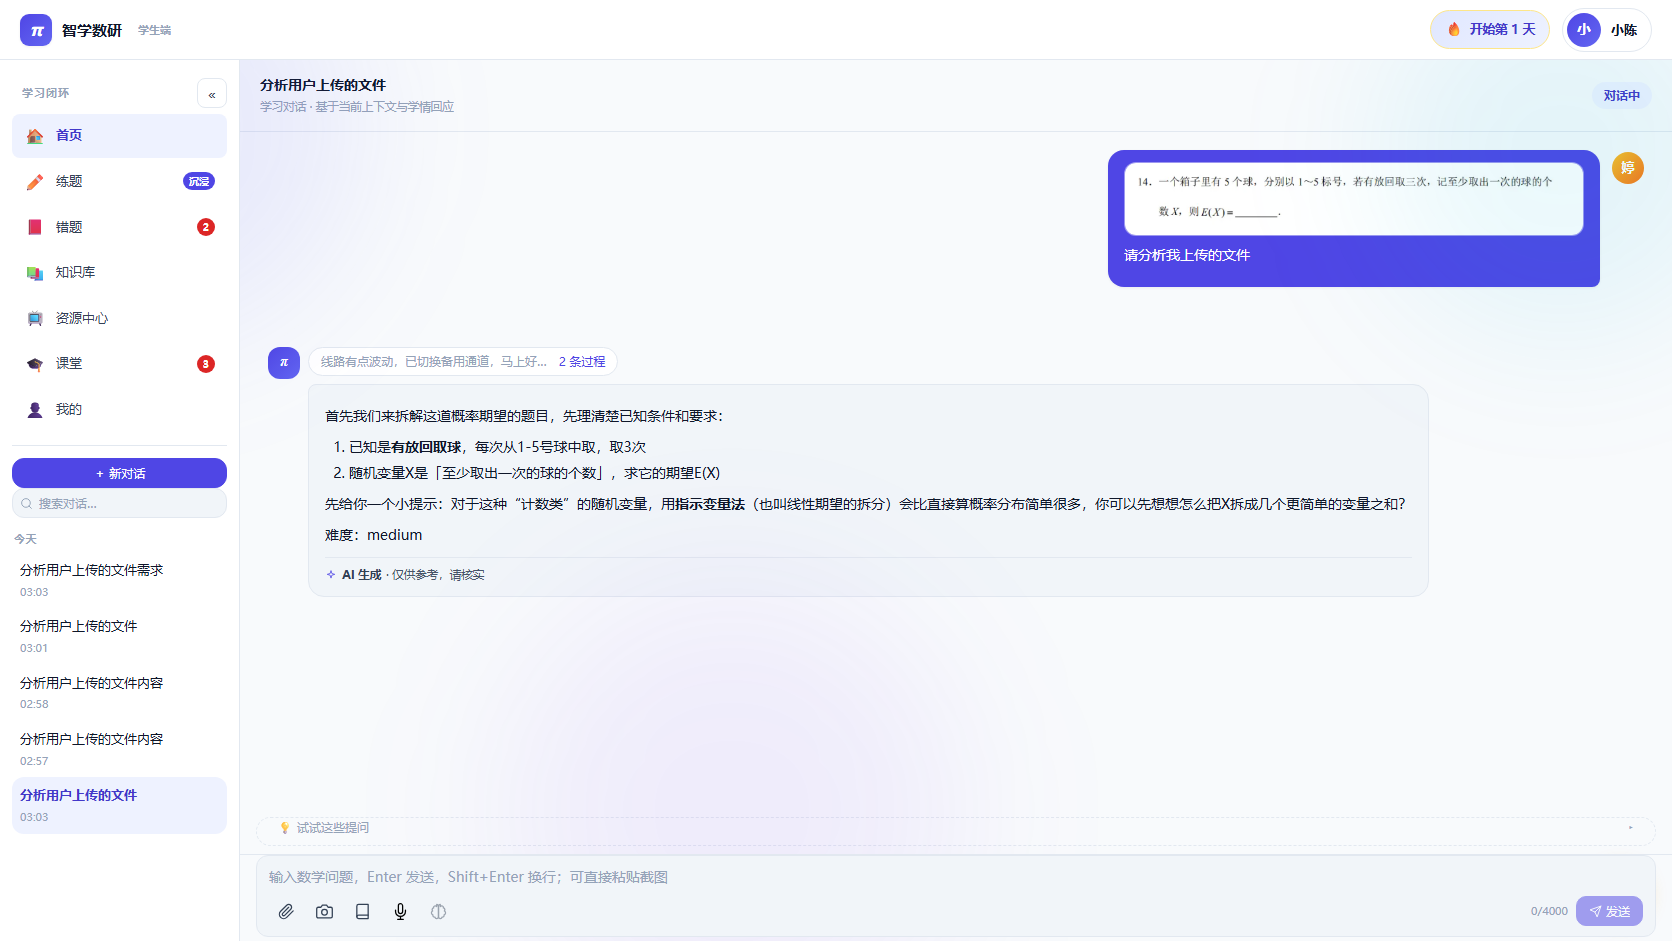 π 智学数研 学生端
开始第 1 天
小 小陈
学习闭环 «
首页
练题 沉浸
错题 2
知识库
资源中心
课堂 3
我的
+ 新对话
搜索对话...
今天
分析用户上传的文件需求
03:03
分析用户上传的文件
03:01
分析用户上传的文件内容
02:58
分析用户上传的文件内容
02:57
分析用户上传的文件
03:03
分析用户上传的文件
学习对话 · 基于当前上下文与学情回应
对话中
14. 一个箱子里有 5 个球，分别以 1～5 标号，若有放回取三次，记至少取出一次的球的个
数 X，则 E(X)=________.
请分析我上传的文件
婷
π
线路有点波动，已切换备用通道，马上好... 2 条过程
首先我们来拆解这道概率期望的题目，先理清楚已知条件和要求：
1. 已知是有放回取球，每次从1-5号球中取，取3次
2. 随机变量X是「至少取出一次的球的个数」，求它的期望E(X)
先给你一个小提示：对于这种“计数类”的随机变量，用指示变量法（也叫线性期望的拆分）会比直接算概率分布简单很多，你可以先想想怎么把X拆成几个更简单的变量之和？
难度：medium
AI 生成 · 仅供参考，请核实
试试这些提问
输入数学问题，Enter 发送，Shift+Enter 换行；可直接粘贴截图
0/4000 发送